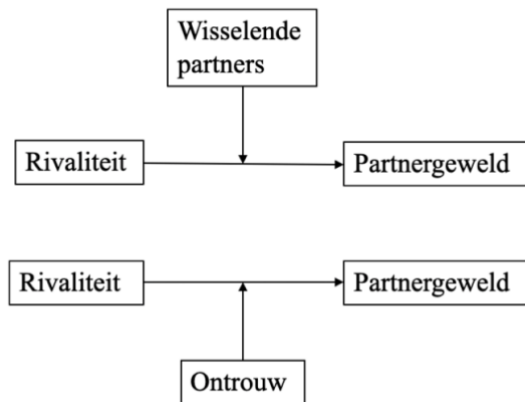 Wisselende
partners
Rivaliteit
Partnergeweld
Rivaliteit
Partnergeweld
Ontrouw